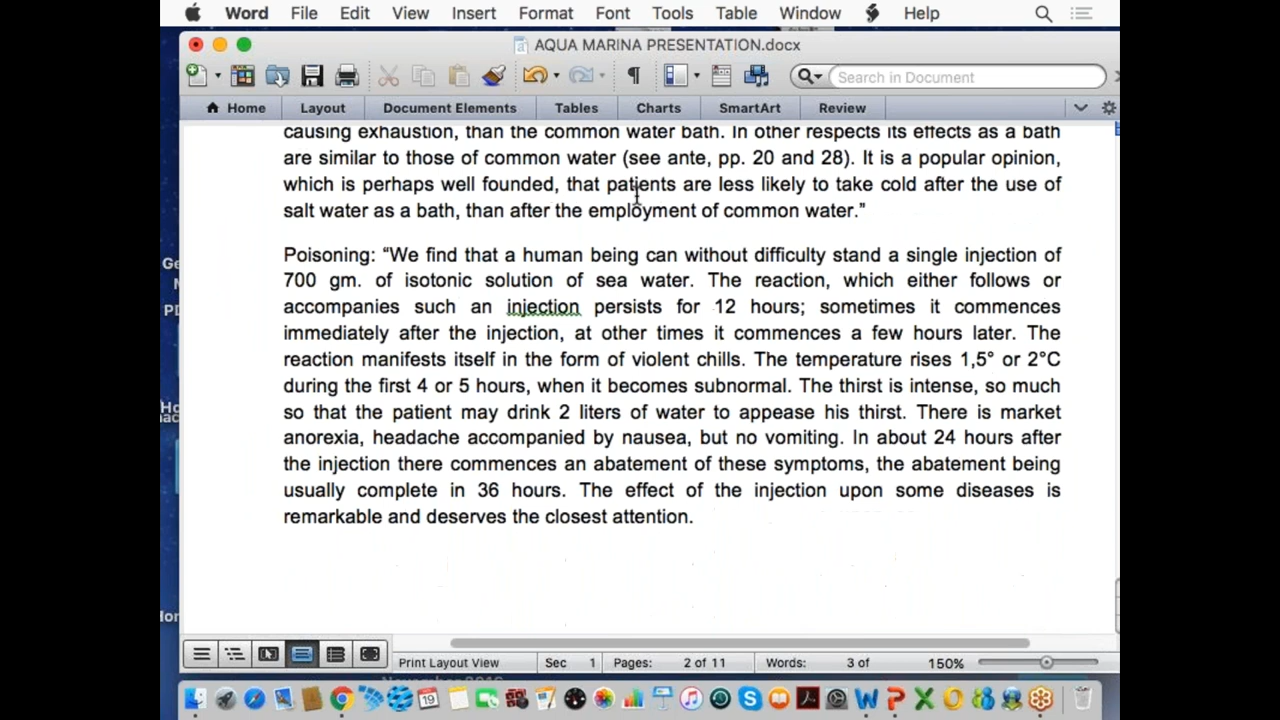 Word File Edit View Insert Format Font Tools Table Window Help
AQUA MARINA PRESENTATION.docx
Search in Document
Home Layout Document Elements Tables Charts SmartArt Review
causing exhaustion, than the common water bath. In other respects its effects as a bath
are similar to those of common water (see ante, pp. 20 and 28). It is a popular opinion,
which is perhaps well founded, that patients are less likely to take cold after the use of
salt water as a bath, than after the employment of common water.”
Poisoning: “We find that a human being can without difficulty stand a single injection of
700 gm. of isotonic solution of sea water. The reaction, which either follows or
accompanies such an injection persists for 12 hours; sometimes it commences
immediately after the injection, at other times it commences a few hours later. The
reaction manifests itself in the form of violent chills. The temperature rises 1,5° or 2°C
during the first 4 or 5 hours, when it becomes subnormal. The thirst is intense, so much
so that the patient may drink 2 liters of water to appease his thirst. There is market
anorexia, headache accompanied by nausea, but no vomiting. In about 24 hours after
the injection there commences an abatement of these symptoms, the abatement being
usually complete in 36 hours. The effect of the injection upon some diseases is
remarkable and deserves the closest attention.
Print Layout View Sec 1 Pages: 2 of 11 Words: 3 of 150%
19